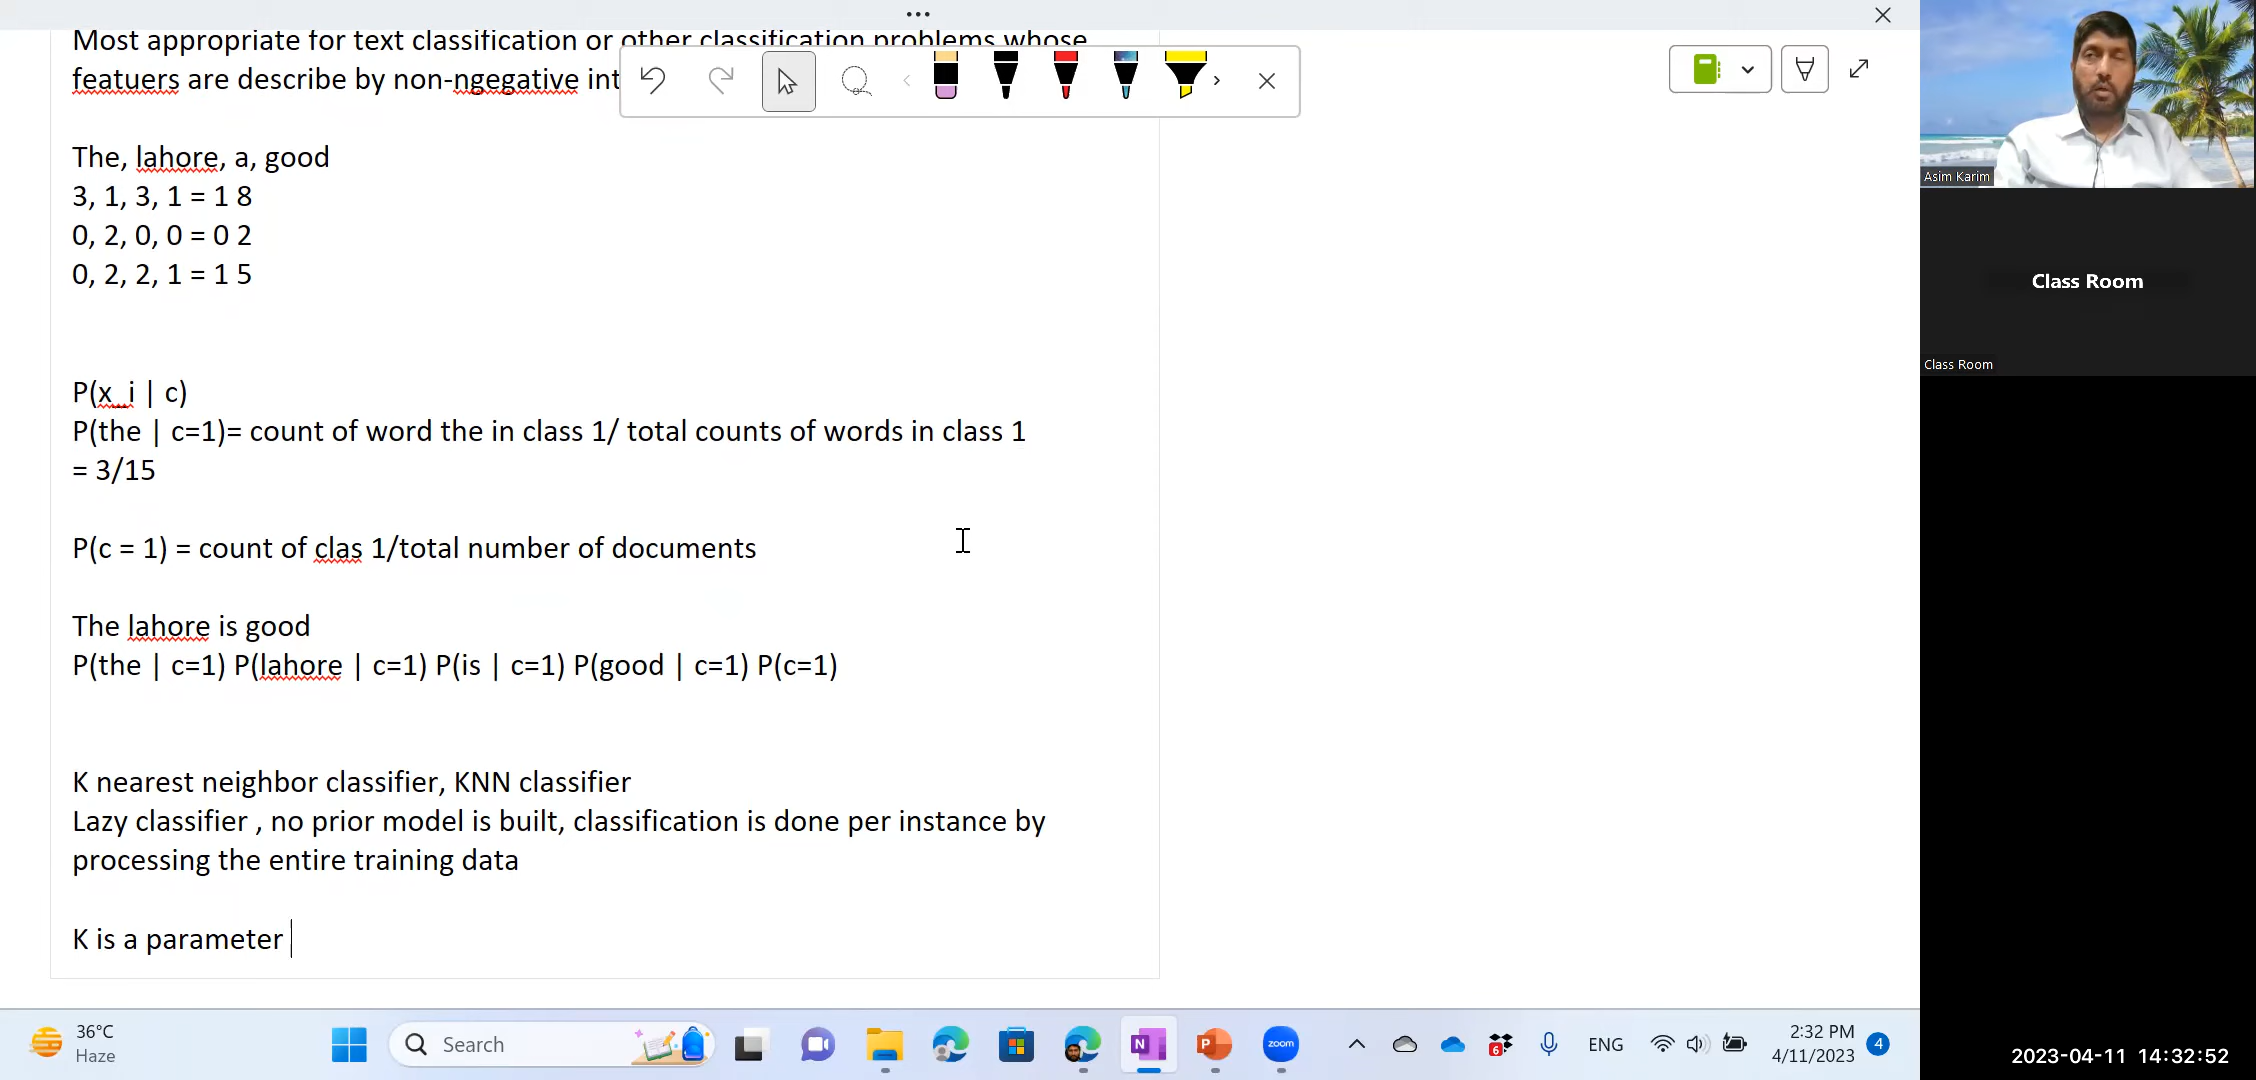 Most appropriate for text classification or other classification problems whose
featuers are describe by non-ngegative int
The, lahore, a, good
3, 1, 3, 1 = 1 8
0, 2, 0, 0 = 0 2
0, 2, 2, 1 = 1 5
P(x_i | c)
P(the | c=1)= count of word the in class 1/ total counts of words in class 1
= 3/15
P(c = 1) = count of clas 1/total number of documents
The lahore is good
P(the | c=1) P(lahore | c=1) P(is | c=1) P(good | c=1) P(c=1)
K nearest neighbor classifier, KNN classifier
Lazy classifier , no prior model is built, classification is done per instance by
processing the entire training data
K is a parameter
Asim Karim
Class Room
Class Room
36°C
Haze
Search
N
P
zoom
6
ENG
2:32 PM
4/11/2023
4
2023-04-11 14:32:52